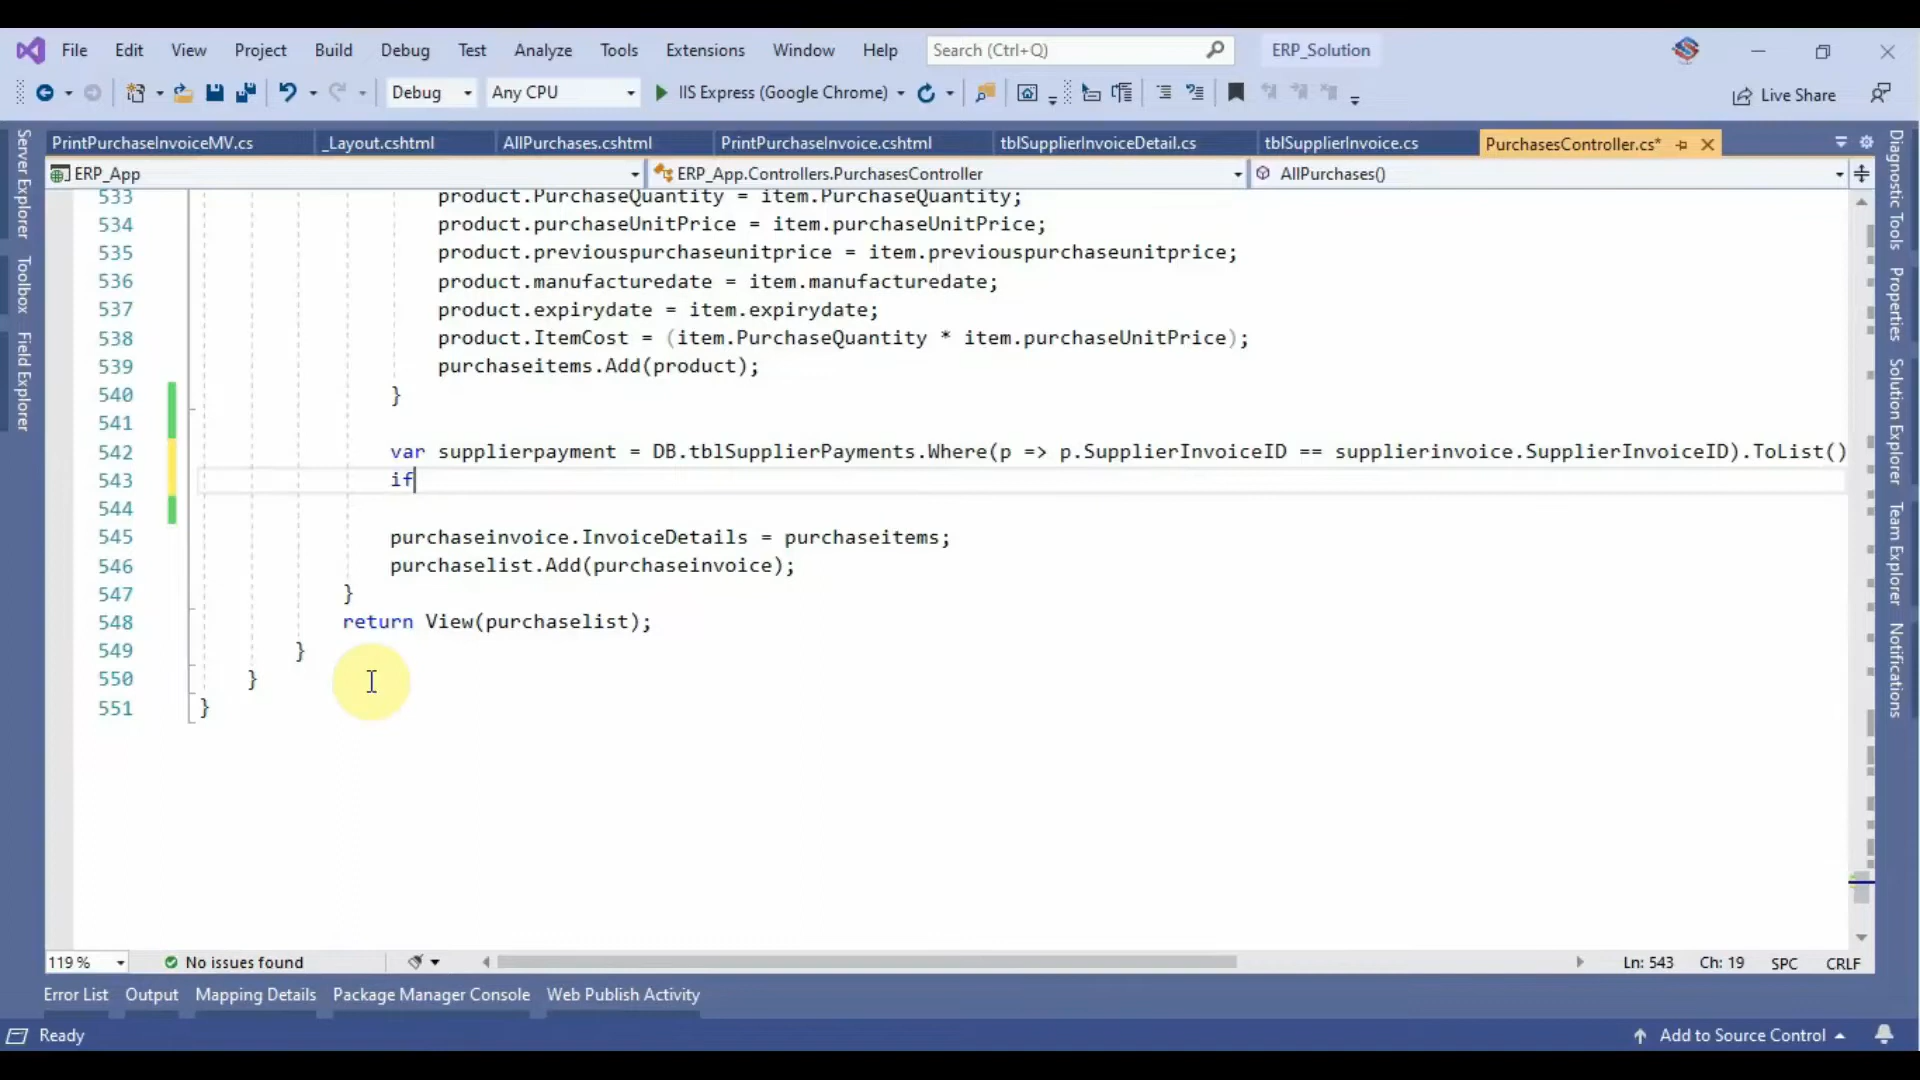 File Edit View Project Build Debug Test Analyze Tools Extensions Window Help Search (Ctrl+Q) ERP_Solution
Debug Any CPU IIS Express (Google Chrome) Live Share
PrintPurchaseInvoiceMV.cs _Layout.cshtml AllPurchases.cshtml PrintPurchaseInvoice.cshtml tblSupplierInvoiceDetail.cs tblSupplierInvoice.cs PurchasesController.cs*
ERP_App ERP_App.Controllers.PurchasesController AllPurchases()
533 product.PurchaseQuantity = item.PurchaseQuantity;
534 product.purchaseUnitPrice = item.purchaseUnitPrice;
535 product.previouspurchaseunitprice = item.previouspurchaseunitprice;
536 product.manufacturedate = item.manufacturedate;
537 product.expirydate = item.expirydate;
538 product.ItemCost = (item.PurchaseQuantity * item.purchaseUnitPrice);
539 purchaseitems.Add(product);
540 }
541
542 var supplierpayment = DB.tblSupplierPayments.Where(p => p.SupplierInvoiceID == supplierinvoice.SupplierInvoiceID).ToList()
543 if
544
545 purchaseinvoice.InvoiceDetails = purchaseitems;
546 purchaselist.Add(purchaseinvoice);
547 }
548 return View(purchaselist);
549 }
550 }
551 }
Server Explorer
Toolbox
Field Explorer
Diagnostic Tools
Properties
Solution Explorer
Team Explorer
Notifications
119 % No issues found Ln: 543 Ch: 19 SPC CRLF
Error List Output Mapping Details Package Manager Console Web Publish Activity
Ready Add to Source Control